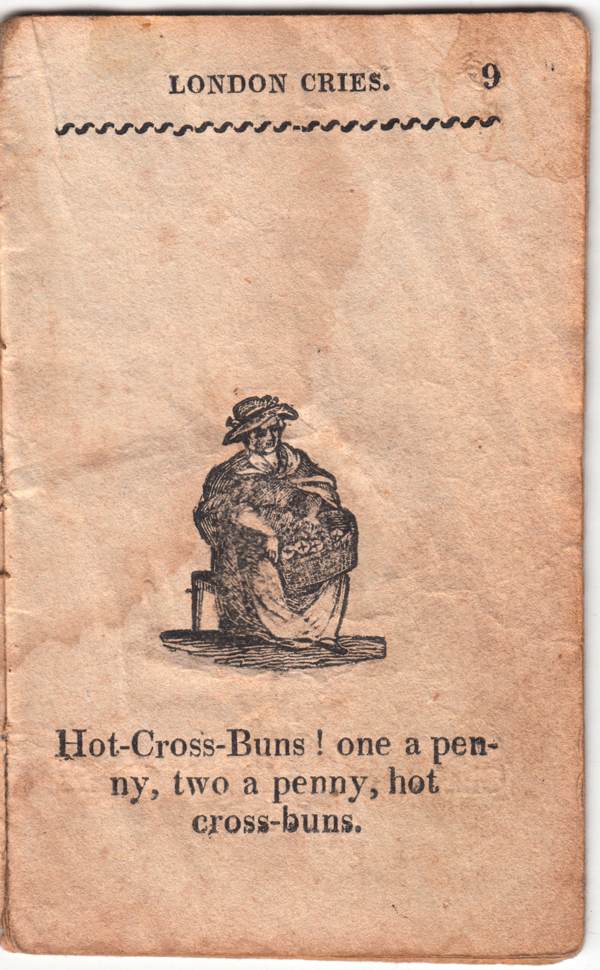 LONDON CRIES. 9
Hot-Cross-Buns ! one a pen-
ny, two a penny, hot
cross-buns.